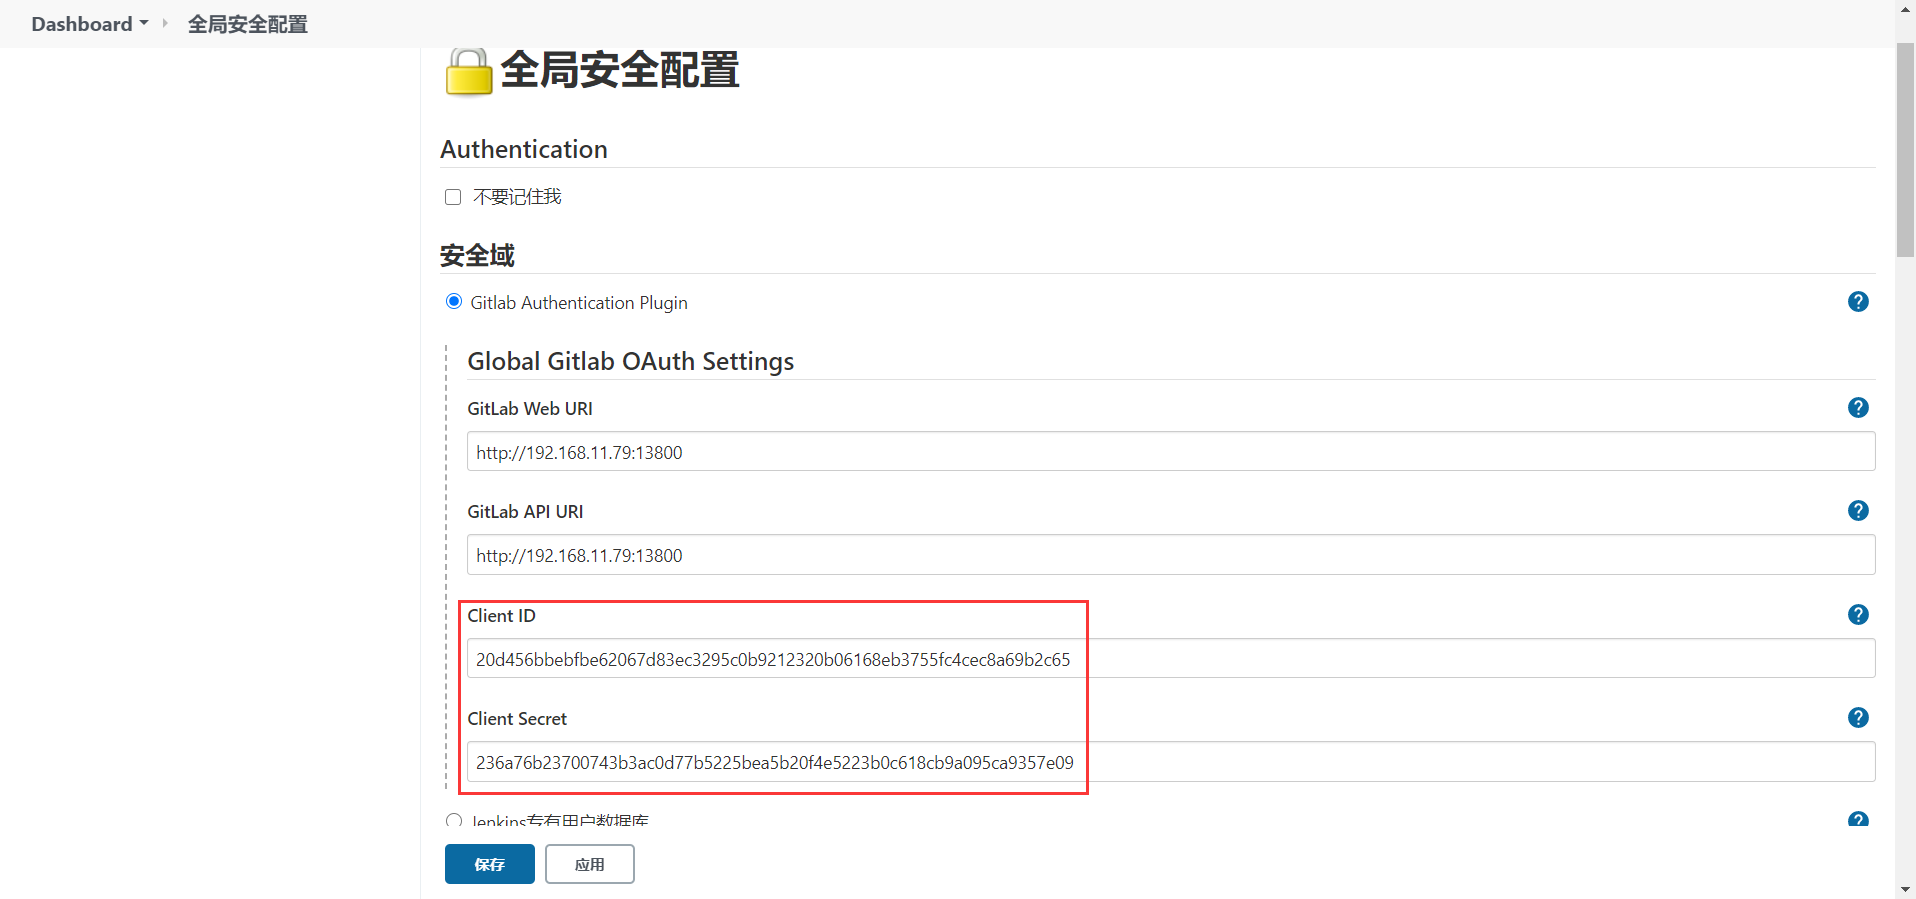 Dashboard 全局安全配置
全局安全配置
Authentication
不要记住我
安全域
Gitlab Authentication Plugin
Global Gitlab OAuth Settings
GitLab Web URI
http://192.168.11.79:13800
GitLab API URI
http://192.168.11.79:13800
Client ID
20d456bbebfbe62067d83ec3295c0b9212320b06168eb3755fc4cec8a69b2c65
Client Secret
236a76b23700743b3ac0d77b5225bea5b20f4e5223b0c618cb9a095ca9357e09
Jenkins专有用户数据库
保存 应用